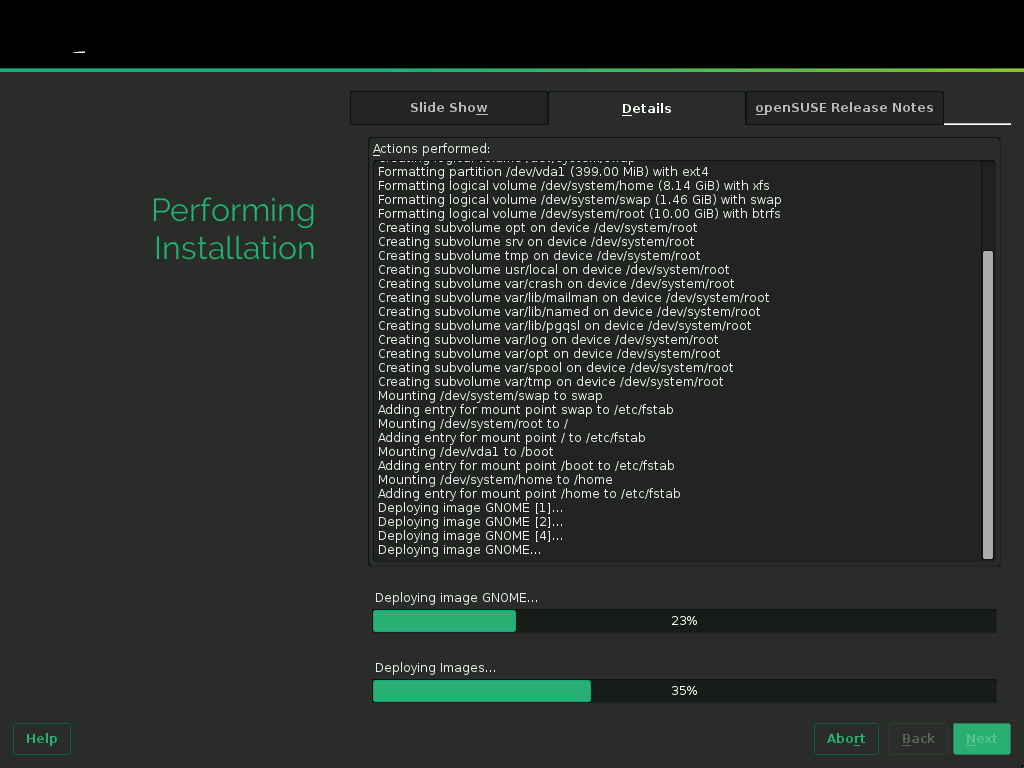 Slide Show
Details
openSUSE Release Notes
Performing
Installation
Actions performed:
Creating logical volume /dev/system/swap
Formatting partition /dev/vda1 (399.00 MiB) with ext4
Formatting logical volume /dev/system/home (8.14 GiB) with xfs
Formatting logical volume /dev/system/swap (1.46 GiB) with swap
Formatting logical volume /dev/system/root (10.00 GiB) with btrfs
Creating subvolume opt on device /dev/system/root
Creating subvolume srv on device /dev/system/root
Creating subvolume tmp on device /dev/system/root
Creating subvolume usr/local on device /dev/system/root
Creating subvolume var/crash on device /dev/system/root
Creating subvolume var/lib/mailman on device /dev/system/root
Creating subvolume var/lib/named on device /dev/system/root
Creating subvolume var/lib/pgqsl on device /dev/system/root
Creating subvolume var/log on device /dev/system/root
Creating subvolume var/opt on device /dev/system/root
Creating subvolume var/spool on device /dev/system/root
Creating subvolume var/tmp on device /dev/system/root
Mounting /dev/system/swap to swap
Adding entry for mount point swap to /etc/fstab
Mounting /dev/system/root to /
Adding entry for mount point / to /etc/fstab
Mounting /dev/vda1 to /boot
Adding entry for mount point /boot to /etc/fstab
Mounting /dev/system/home to /home
Adding entry for mount point /home to /etc/fstab
Deploying image GNOME [1]...
Deploying image GNOME [2]...
Deploying image GNOME [4]...
Deploying image GNOME...
Deploying image GNOME...
23%
Deploying Images...
35%
Help
Abort
Back
Next